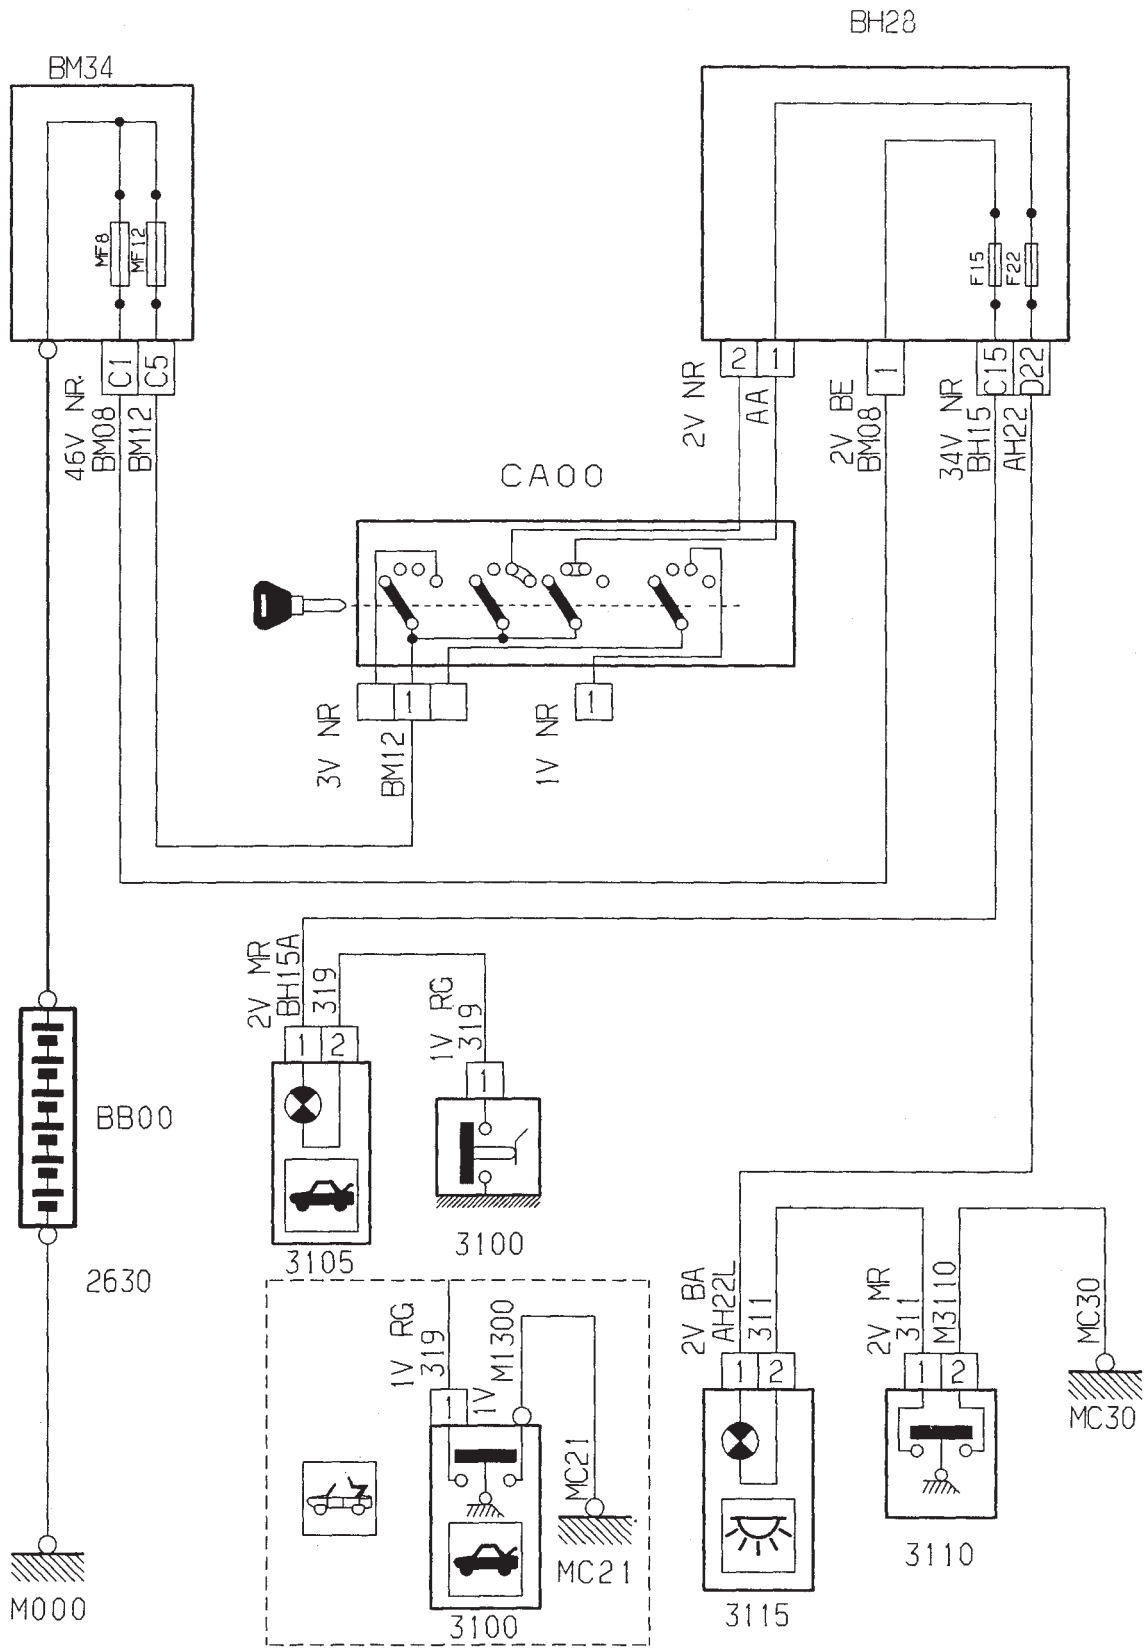 BH28
BM34
MF8
MF12
F15
F22
C1
C5
2
1
1
C15
D22
46V NR
BM08
BM12
2V NR
AA
2V BE
BM08
34V NR
BH15
AH22
CA00
1
1
3V NR
BM12
1V NR
2V MR
BH15A
319
1V RG
319
1
2
1
BB00
3105
3100
2630
1V RG
319
1V
M1300
1
MC21
MC21
3100
2V BA
AH22L
311
2V MR
311
M3110
MC30
1
2
1
2
MC30
3110
3115
M000